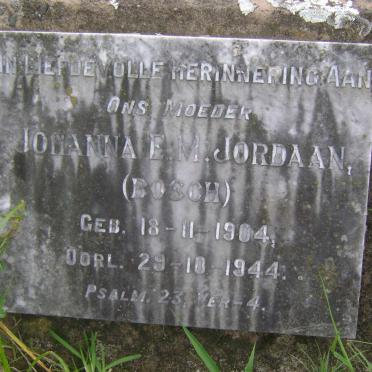 IN LIEFDEVOLLE HERINNERING AAN
ONS MOEDER
JOHANNA E. M. JORDAAN,
(BOSCH)
GEB. 18-11-1904,
OORL. 29-10-1944.
PSALM. 23, VER-4.